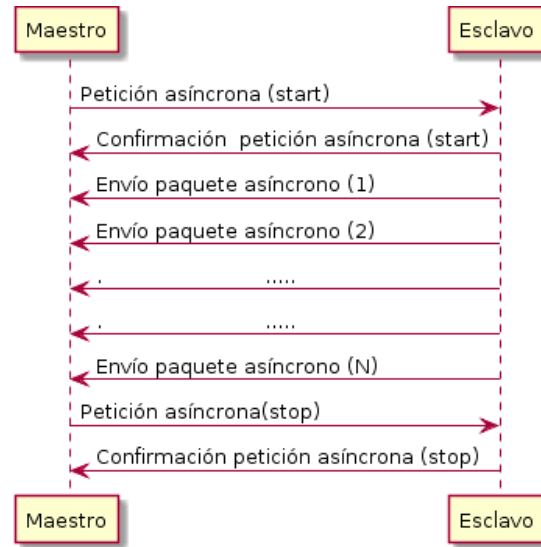 Maestro Esclavo
Petición asíncrona (start)
Confirmación  petición asíncrona (start)
Envío paquete asíncrono (1)
Envío paquete asíncrono (2)
. .....
. .....
Envío paquete asíncrono (N)
Petición asíncrona(stop)
Confirmación petición asíncrona (stop)
Maestro Esclavo